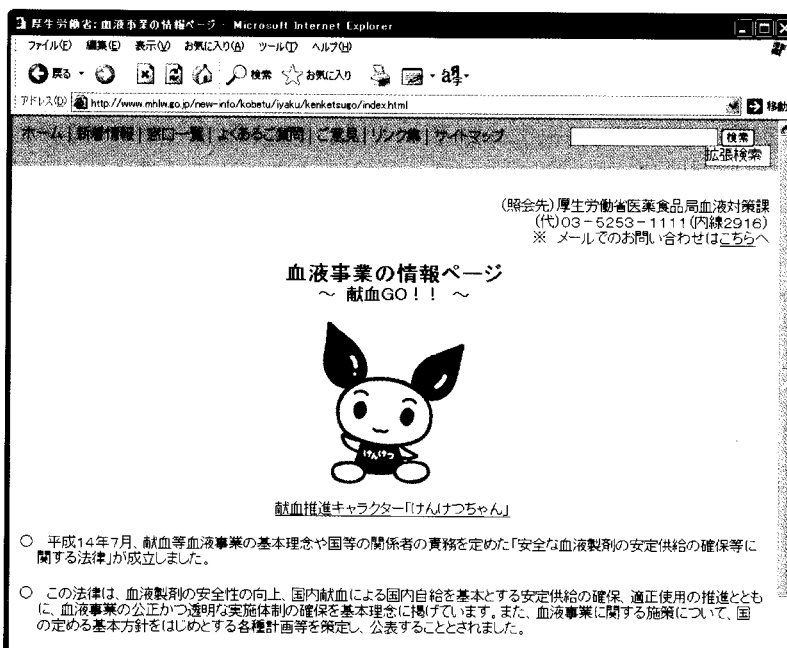 厚生労働省: 血液事業の情報ページ - Microsoft Internet Explorer
ファイル(F) 編集(E) 表示(V) お気に入り(A) ツール(T) ヘルプ(H)
戻る 検索 お気に入り
アドレス(D) http://www.mhlw.go.jp/new-info/kobetu/iyaku/kenketsugo/index.html 移動
ホーム | 新着情報 | 窓口一覧 | よくあるご質問 | ご意見 | リンク集 | サイトマップ 検索
拡張検索
(照会先)厚生労働省医薬食品局血液対策課
(代)03-5253-1111(内線2916)
※ メールでのお問い合わせはこちらへ
血液事業の情報ページ
～ 献血GO!! ～
けんけつ
献血推進キャラクター「けんけつちゃん」
○ 平成14年7月、献血等血液事業の基本理念や国等の関係者の責務を定めた「安全な血液製剤の安定供給の確保等に
関する法律」が成立しました。
○ この法律は、血液製剤の安全性の向上、国内献血による国内自給を基本とする安定供給の確保、適正使用の推進ととも
に、血液事業の公正かつ透明な実施体制の確保を基本理念に掲げています。また、血液事業に関する施策について、国
の定める基本方針をはじめとする各種計画等を策定し、公表することとされました。